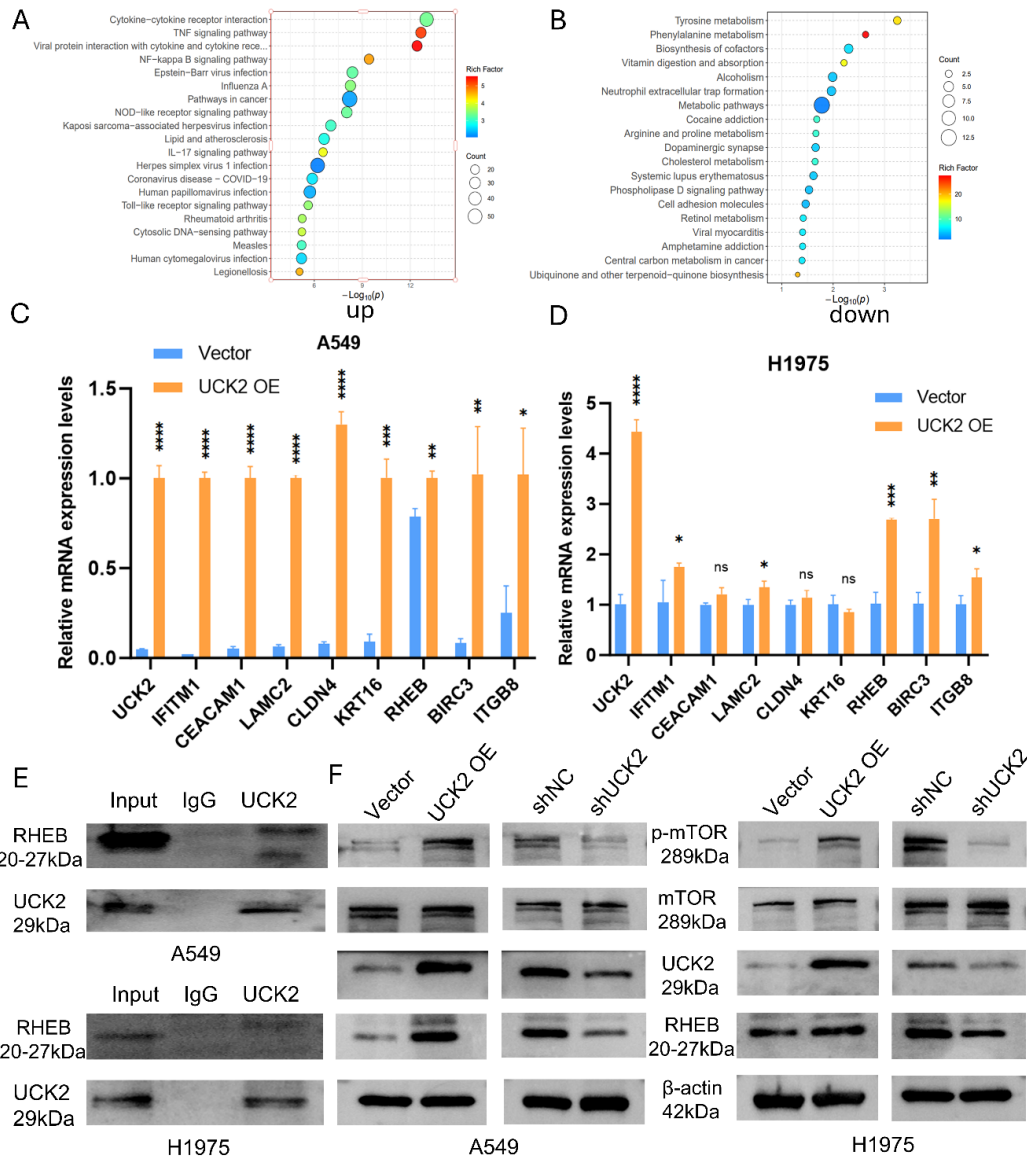 A
Cytokine−cytokine receptor interaction
TNF signaling pathway
Viral protein interaction with cytokine and cytokine rece...
NF−kappa B signaling pathway
Epstein−Barr virus infection
Influenza A
Pathways in cancer
NOD−like receptor signaling pathway
Kaposi sarcoma−associated herpesvirus infection
Lipid and atherosclerosis
IL−17 signaling pathway
Herpes simplex virus 1 infection
Coronavirus disease − COVID−19
Human papillomavirus infection
Toll−like receptor signaling pathway
Rheumatoid arthritis
Cytosolic DNA−sensing pathway
Measles
Human cytomegalovirus infection
Legionellosis
6 9 12
−Log10(p)
up
Rich Factor
5
4
3
Count
20
30
40
50
B
Tyrosine metabolism
Phenylalanine metabolism
Biosynthesis of cofactors
Vitamin digestion and absorption
Alcoholism
Neutrophil extracellular trap formation
Metabolic pathways
Cocaine addiction
Arginine and proline metabolism
Dopaminergic synapse
Cholesterol metabolism
Systemic lupus erythematosus
Phospholipase D signaling pathway
Cell adhesion molecules
Retinol metabolism
Viral myocarditis
Amphetamine addiction
Central carbon metabolism in cancer
Ubiquinone and other terpenoid−quinone biosynthesis
1 2 3
−Log10(p)
down
Count
2.5
5.0
7.5
10.0
12.5
Rich Factor
20
10
C
A549
Vector
UCK2 OE
Relative mRNA expression levels
1.5
1.0
0.5
0.0
**** **** **** **** **** *** ** ** *
UCK2 IFITM1 CEACAM1 LAMC2 CLDN4 KRT16 RHEB BIRC3 ITGB8
D
H1975
Vector
UCK2 OE
Relative mRNA expression levels
5
4
3
2
1
0
**** * ns * ns ns *** ** *
UCK2 IFITM1 CEACAM1 LAMC2 CLDN4 KRT16 RHEB BIRC3 ITGB8
E
Input IgG UCK2
RHEB
20-27kDa
UCK2
29kDa
A549
Input IgG UCK2
RHEB
20-27kDa
UCK2
29kDa
H1975
F
Vector UCK2 OE shNC shUCK2
Vector UCK2 OE shNC shUCK2
p-mTOR
289kDa
mTOR
289kDa
UCK2
29kDa
RHEB
20-27kDa
β-actin
42kDa
A549
H1975